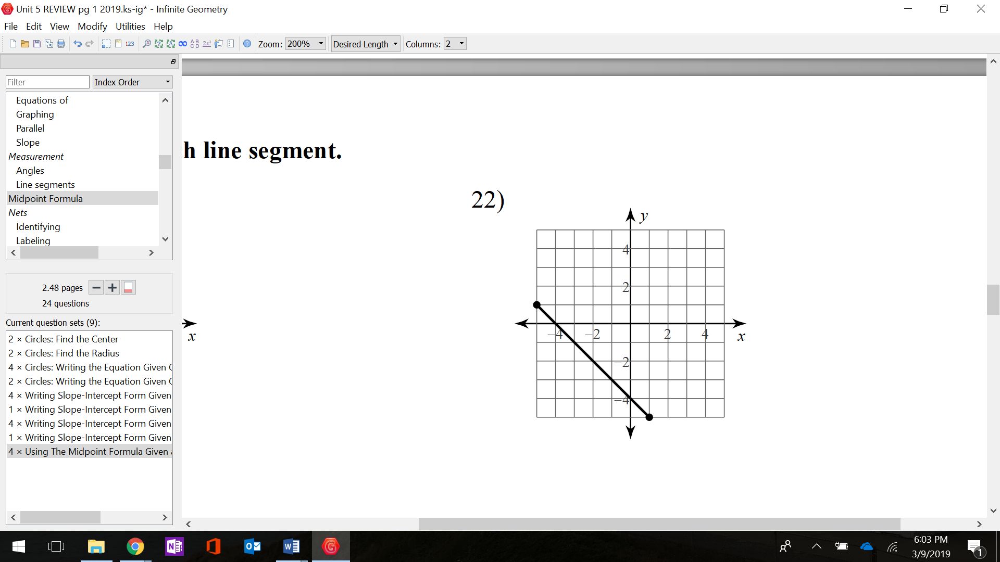 Unit 5 REVIEW pg 1 2019.ks-ig* - Infinite Geometry
File Edit View Modify Utilities Help
123 Zoom: 200% Desired Length Columns: 2
Filter Index Order
Equations of
Graphing
Parallel
Slope
Measurement
Angles
Line segments
Midpoint Formula
Nets
Identifying
Labeling
2.48 pages
24 questions
Current question sets (9):
2 × Circles: Find the Center
2 × Circles: Find the Radius
4 × Circles: Writing the Equation Given
2 × Circles: Writing the Equation Given
4 × Writing Slope-Intercept Form Given
1 × Writing Slope-Intercept Form Given
4 × Writing Slope-Intercept Form Given
1 × Writing Slope-Intercept Form Given
4 × Using The Midpoint Formula Given
h line segment.
x
22)
y
4
2
−4 −2 2 4 x
−2
−4
6:03 PM
3/9/2019
1